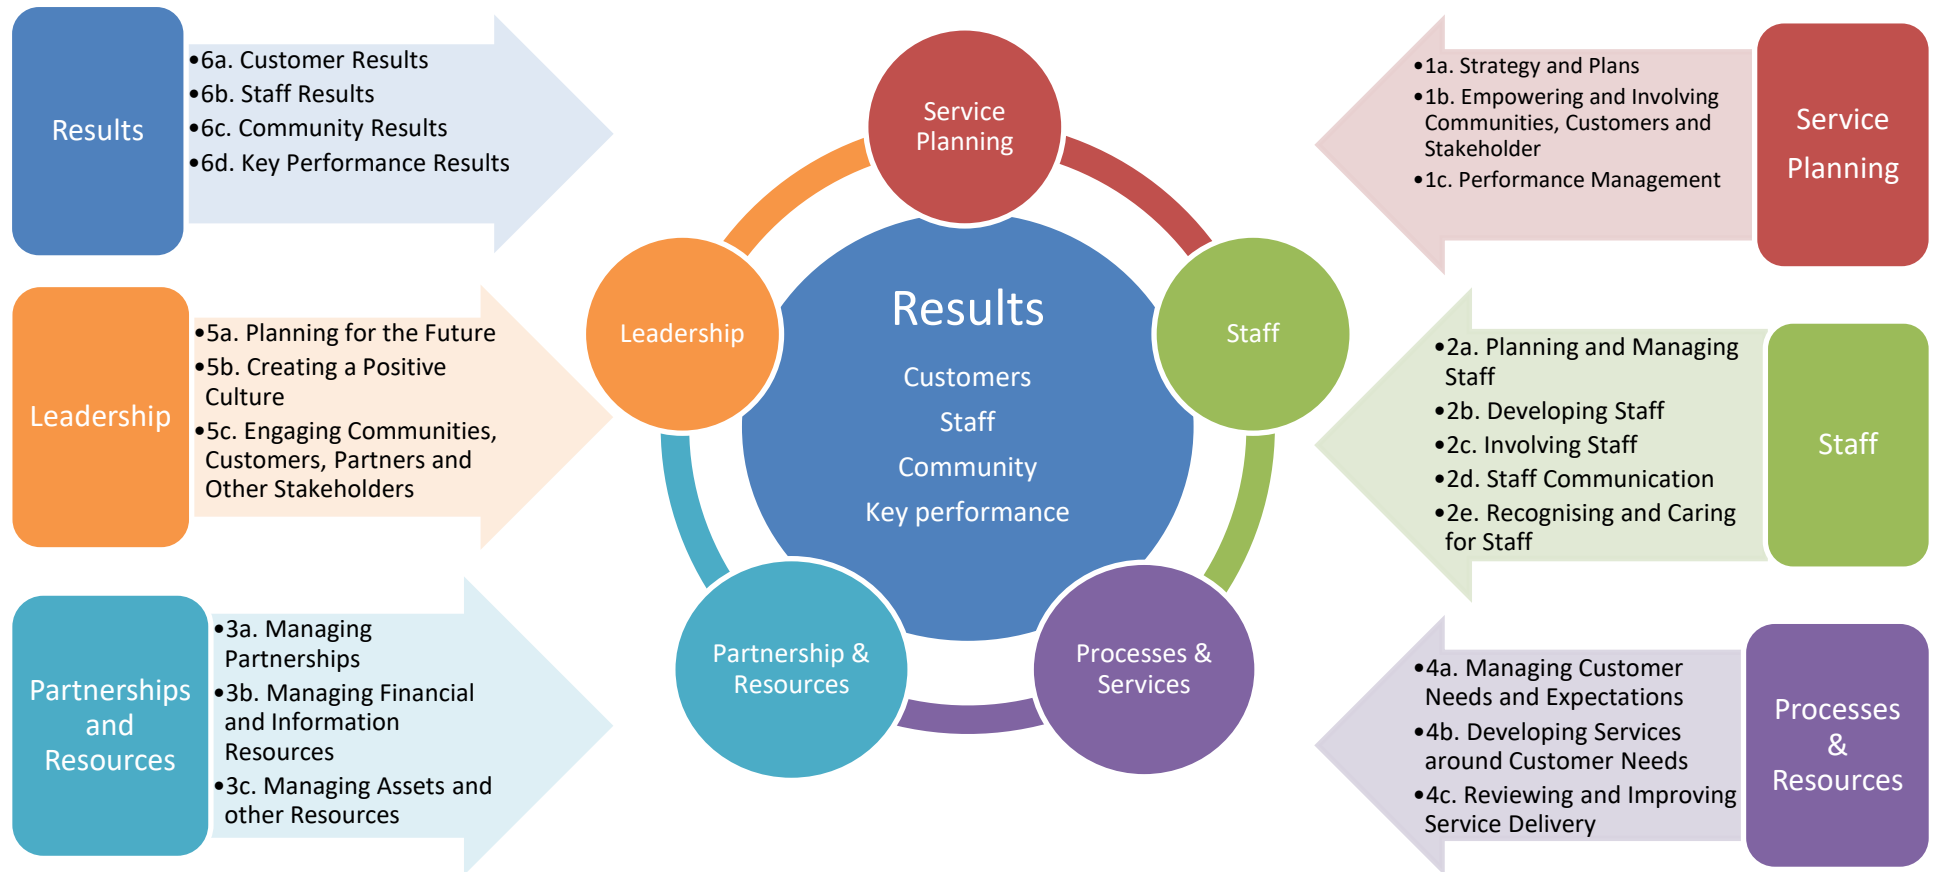 Results
•6a. Customer Results
•6b. Staff Results
•6c. Community Results
•6d. Key Performance Results
Leadership
•5a. Planning for the Future
•5b. Creating a Positive
Culture
•5c. Engaging Communities,
Customers, Partners and
Other Stakeholders
Partnerships
and
Resources
•3a. Managing
Partnerships
•3b. Managing Financial
and Information
Resources
•3c. Managing Assets and
other Resources
Service
Planning
Leadership
Staff
Results
Customers
Staff
Community
Key performance
Partnership &
Resources
Processes &
Services
•1a. Strategy and Plans
•1b. Empowering and Involving
Communities, Customers and
Stakeholder
•1c. Performance Management
Service
Planning
•2a. Planning and Managing
Staff
•2b. Developing Staff
•2c. Involving Staff
•2d. Staff Communication
•2e. Recognising and Caring
for Staff
Staff
•4a. Managing Customer
Needs and Expectations
•4b. Developing Services
around Customer Needs
•4c. Reviewing and Improving
Service Delivery
Processes
&
Resources